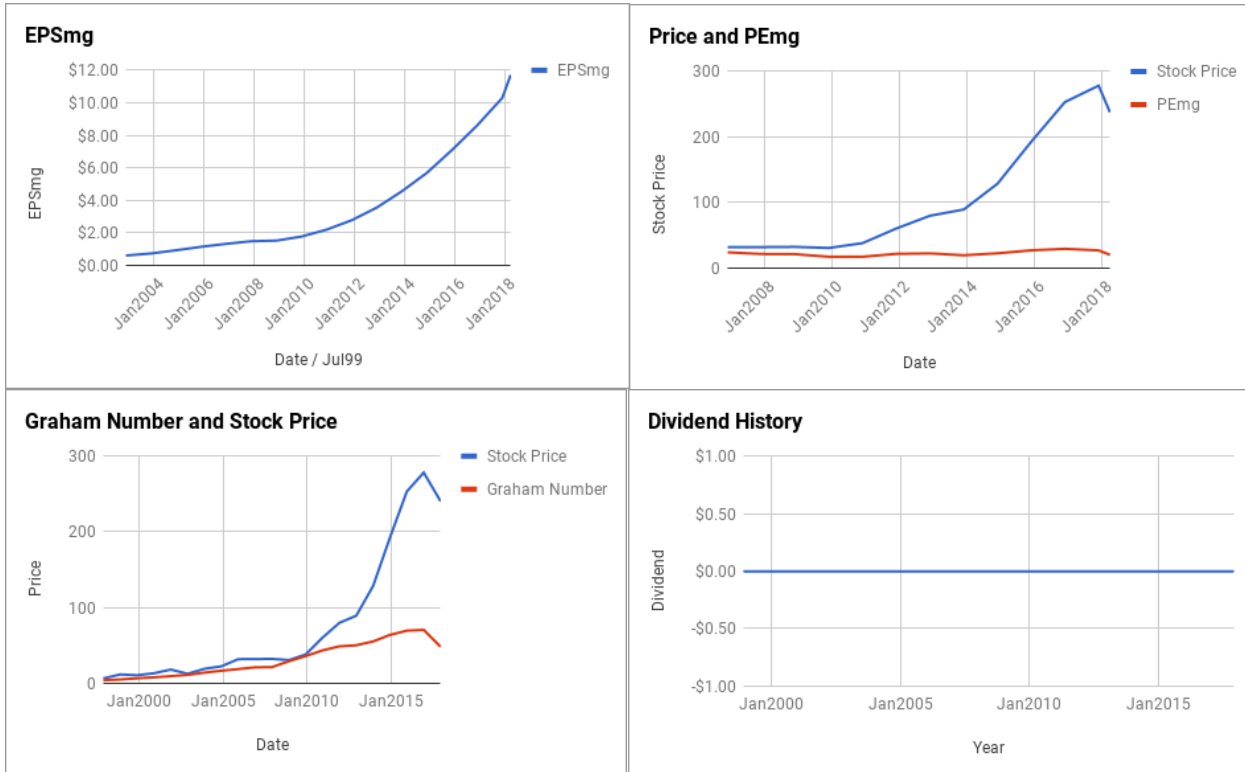 EPSmg
EPSmg
$12.00
$10.00
$8.00
$6.00
$4.00
$2.00
$0.00
EPSmg
Jan2004
Jan2006
Jan2008
Jan2010
Jan2012
Jan2014
Jan2016
Jan2018
Date / Jul99
Price and PEmg
Stock Price
PEmg
300
200
100
0
Stock Price
Jan2008
Jan2010
Jan2012
Jan2014
Jan2016
Jan2018
Date
Graham Number and Stock Price
Stock Price
Graham Number
300
200
100
0
Price
Jan2000
Jan2005
Jan2010
Jan2015
Date
Dividend History
$1.00
$0.50
$0.00
-$0.50
-$1.00
Dividend
Jan2000
Jan2005
Jan2010
Jan2015
Year